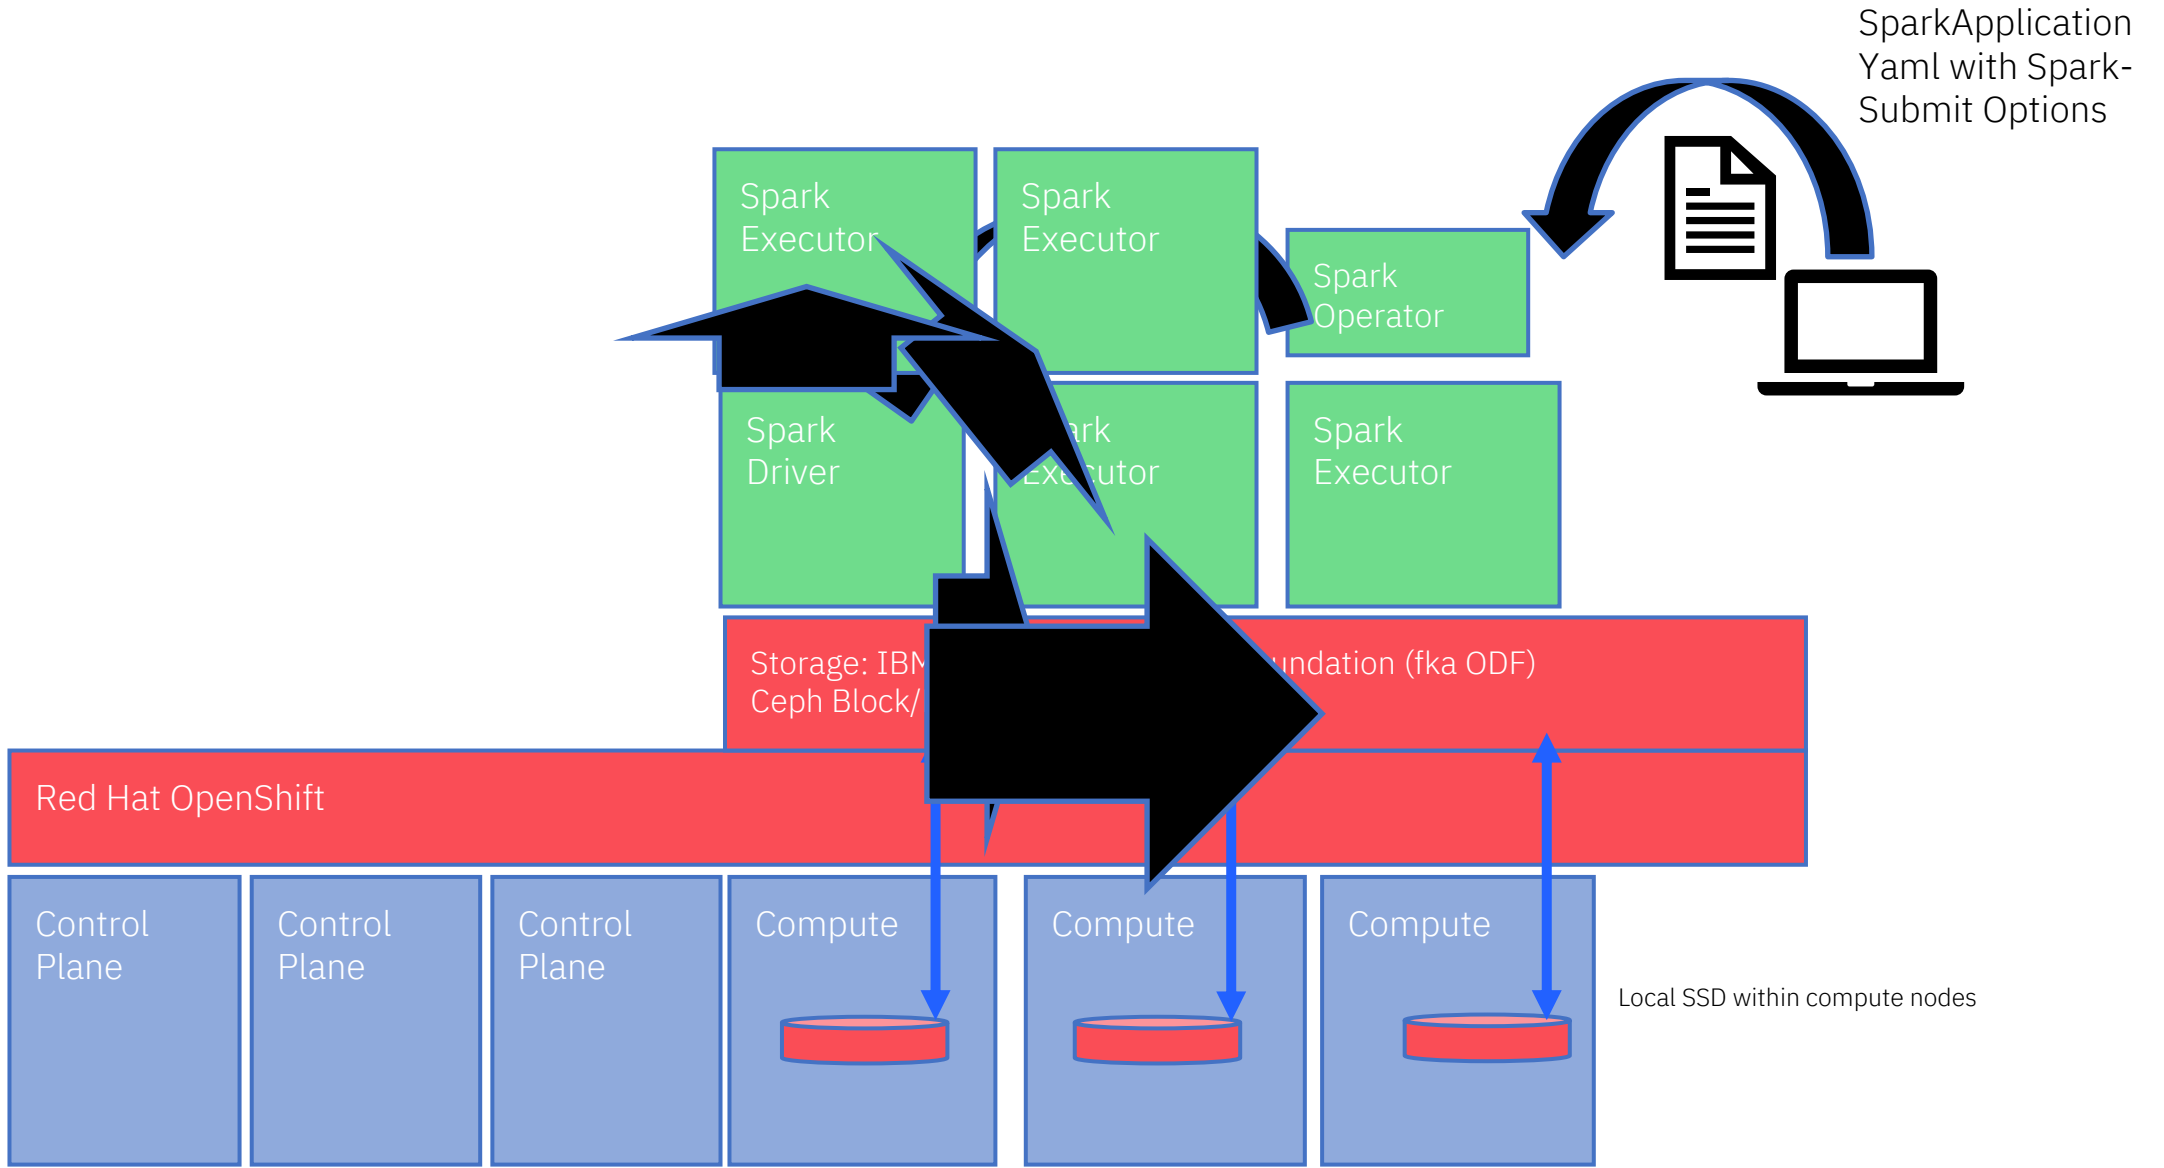 SparkApplication
Yaml with Spark-
Submit Options
Spark
Executor
Spark
Executor
Spark
Operator
Spark
Driver
Executor
Spark
Executor
Storage: IBM
(fka ODF)
Ceph Block/
Red Hat OpenShift
Control
Plane
Control
Plane
Control
Plane
Compute
Compute
Compute
Local SSD within compute nodes